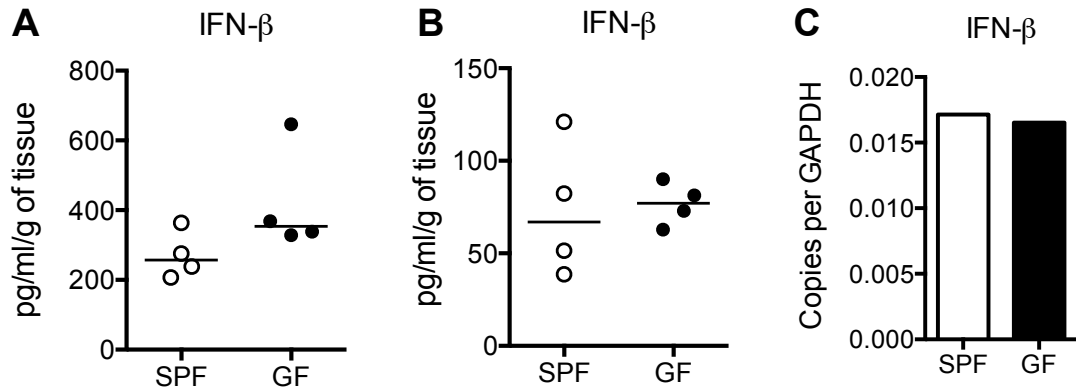 A
IFN-β
pg/ml/g of tissue
800
600
400
200
0
SPF
GF
B
IFN-β
pg/ml/g of tissue
150
100
50
0
SPF
GF
C
IFN-β
Copies per GAPDH
0.020
0.015
0.010
0.005
0.000
SPF
GF